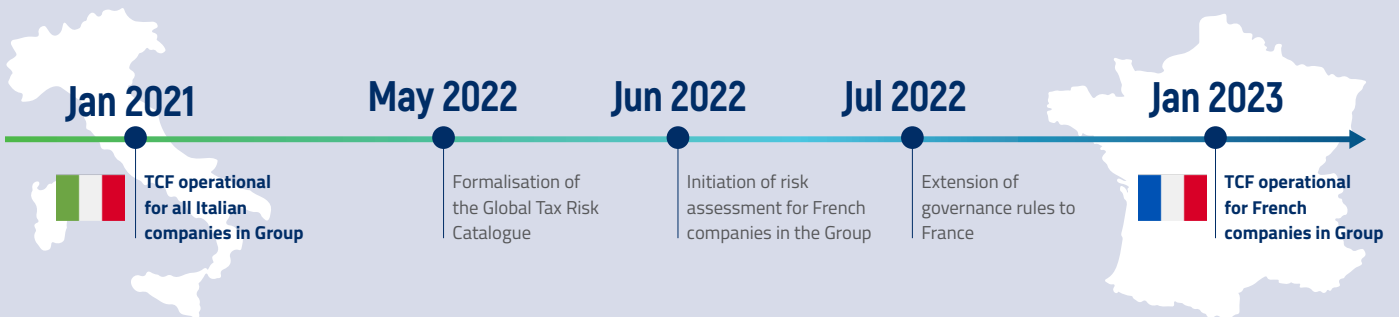 Jan 2021
TCF operational
for all Italian
companies in Group
May 2022
Formalisation of
the Global Tax Risk
Catalogue
Jun 2022
Initiation of risk
assessment for French
companies in the Group
Jul 2022
Extension of
governance rules to
France
Jan 2023
TCF operational
for French
companies in Group